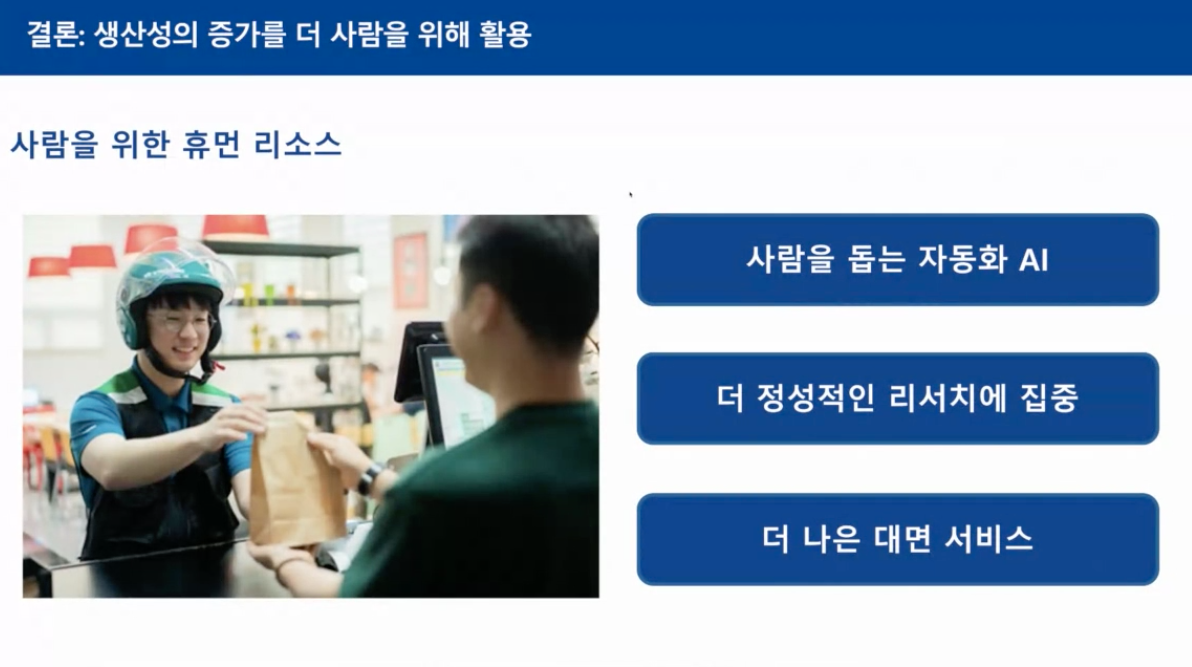 결론: 생산성의 증가를 더 사람을 위해 활용
사람을 위한 휴먼 리소스
사람을 돕는 자동화 AI
더 정성적인 리서치에 집중
더 나은 대면 서비스